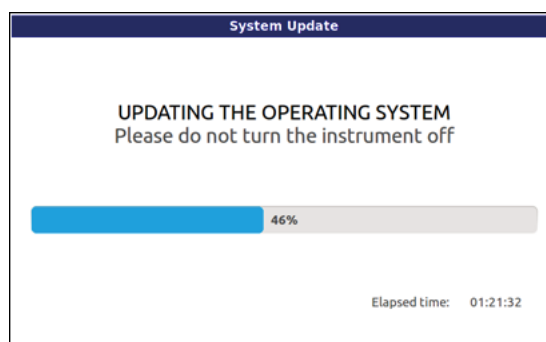 System Update
UPDATING THE OPERATING SYSTEM
Please do not turn the instrument off
46%
Elapsed time: 01:21:32